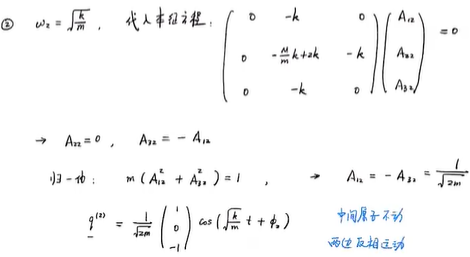 ② ω₂ = √(k/m) , 代入本征方程: ( 0 -k 0 ; 0 -M/m k+2k -k ; 0 -k 0 ) ( A₁₂ ; A₂₂ ; A₃₂ ) = 0
→ A₂₂ = 0 , A₃₂ = - A₁₂
归一化: m ( A₁₂² + A₃₂² ) = 1 , → A₁₂ = - A₃₂ = 1/√(2m)
q⁽²⁾ = 1/√(2m) ( 1 ; 0 ; -1 ) cos ( √(k/m) t + φ₂ ) 中间原子不动
两边反相运动